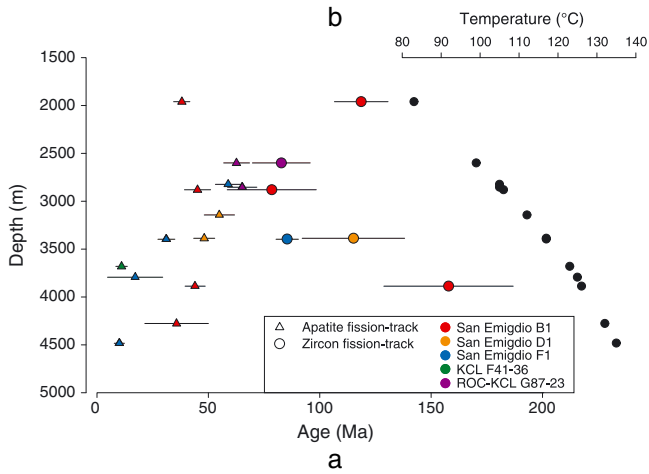 b
Temperature (°C)
80 90 100 110 120 130 140
1500
2000
2500
3000
3500
4000
4500
5000
Depth (m)
Apatite fission-track
Zircon fission-track
San Emigdio B1
San Emigdio D1
San Emigdio F1
KCL F41-36
ROC-KCL G87-23
0 50 100 150 200
Age (Ma)
a